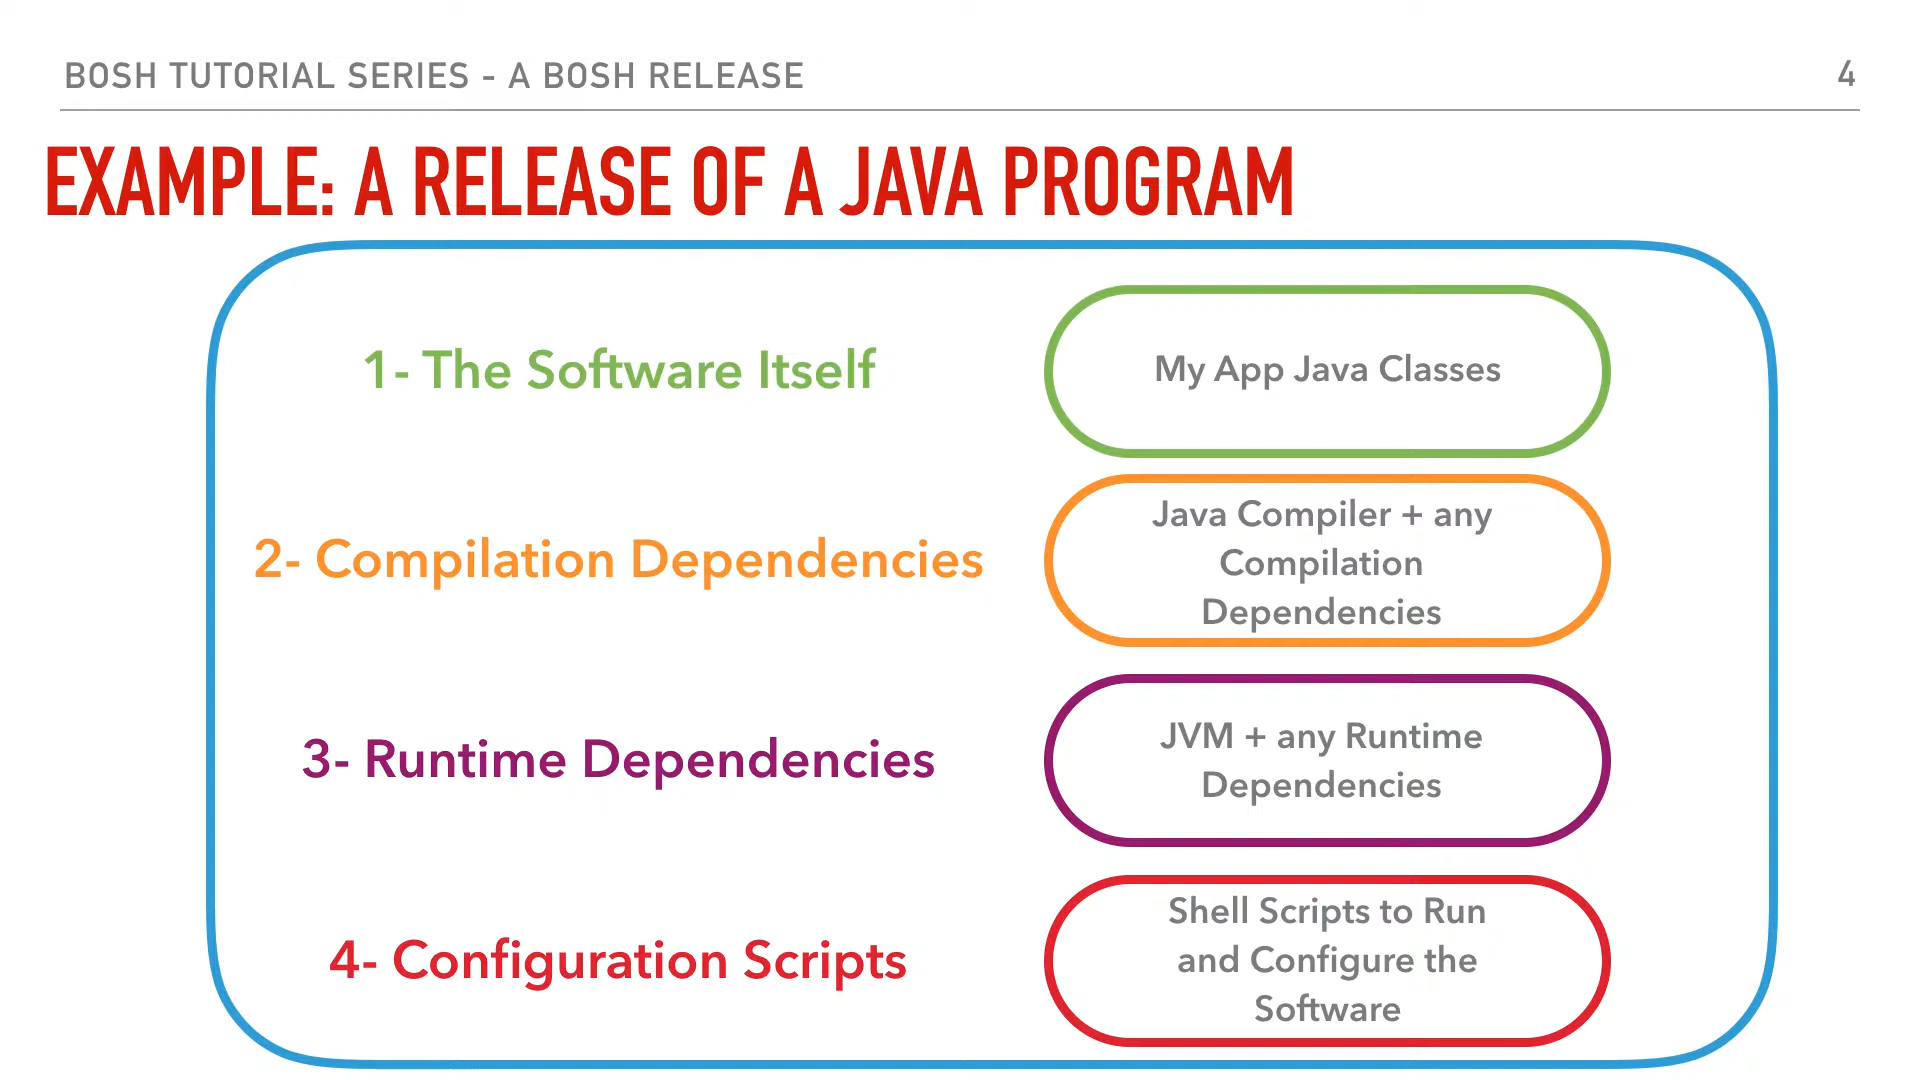 BOSH TUTORIAL SERIES - A BOSH RELEASE
4
EXAMPLE: A RELEASE OF A JAVA PROGRAM
1- The Software Itself
My App Java Classes
2- Compilation Dependencies
Java Compiler + any
Compilation
Dependencies
3- Runtime Dependencies
JVM + any Runtime
Dependencies
4- Configuration Scripts
Shell Scripts to Run
and Configure the
Software